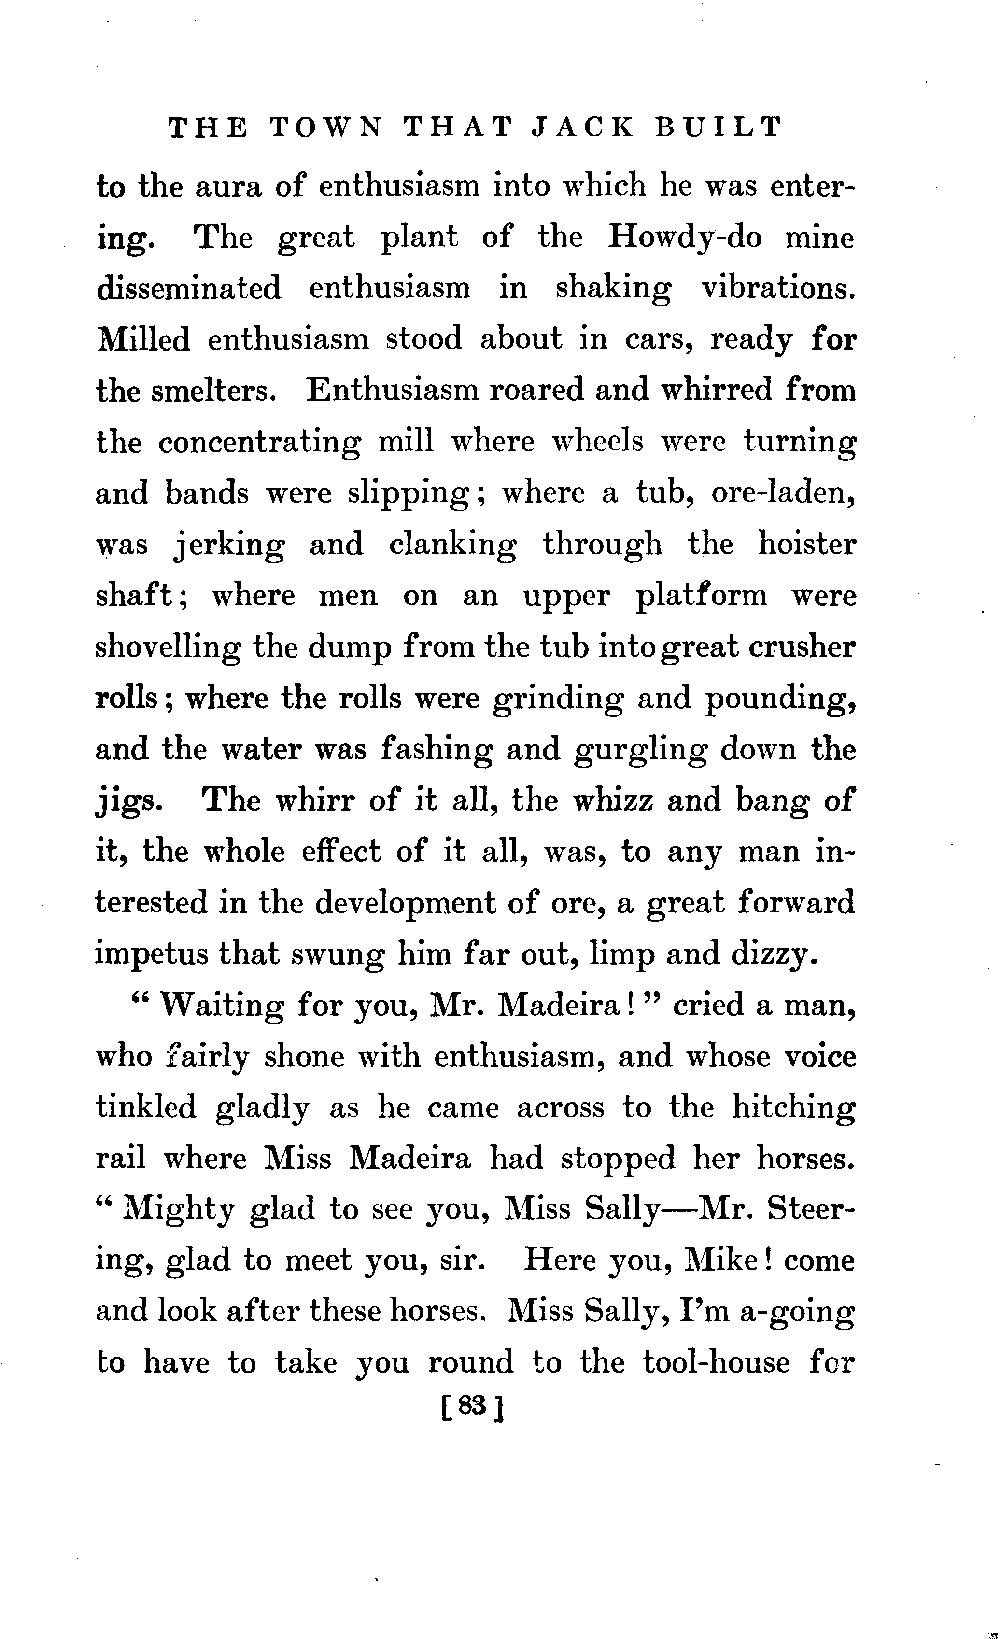 THE TOWN THAT JACK BUILT
to the aura of enthusiasm into which he was enter-
ing. The great plant of the Howdy-do mine
disseminated enthusiasm in shaking vibrations.
Milled enthusiasm stood about in cars, ready for
the smelters. Enthusiasm roared and whirred from
the concentrating mill where wheels were turning
and bands were slipping; where a tub, ore-laden,
was jerking and clanking through the hoister
shaft; where men on an upper platform were
shovelling the dump from the tub into great crusher
rolls; where the rolls were grinding and pounding,
and the water was fashing and gurgling down the
jigs. The whirr of it all, the whizz and bang of
it, the whole effect of it all, was, to any man in-
terested in the development of ore, a great forward
impetus that swung him far out, limp and dizzy.
“Waiting for you, Mr. Madeira!” cried a man,
who fairly shone with enthusiasm, and whose voice
tinkled gladly as he came across to the hitching
rail where Miss Madeira had stopped her horses.
“Mighty glad to see you, Miss Sally—Mr. Steer-
ing, glad to meet you, sir. Here you, Mike! come
and look after these horses. Miss Sally, I'm a-going
to have to take you round to the tool-house for
[83]